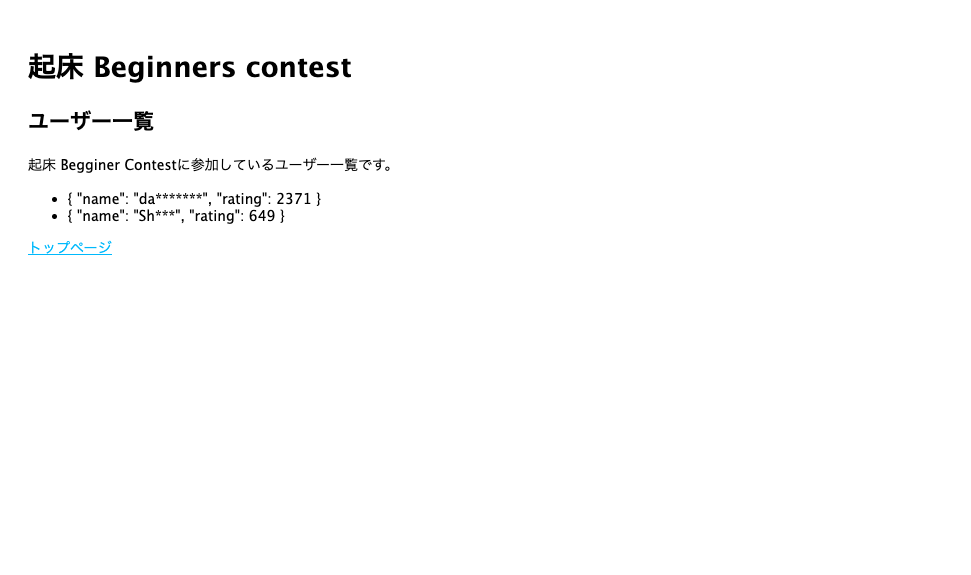 起床 Beginners contest
ユーザー一覧
起床 Begginer Contestに参加しているユーザー一覧です。
• { "name": "da*******", "rating": 2371 }
• { "name": "Sh***", "rating": 649 }
トップページ